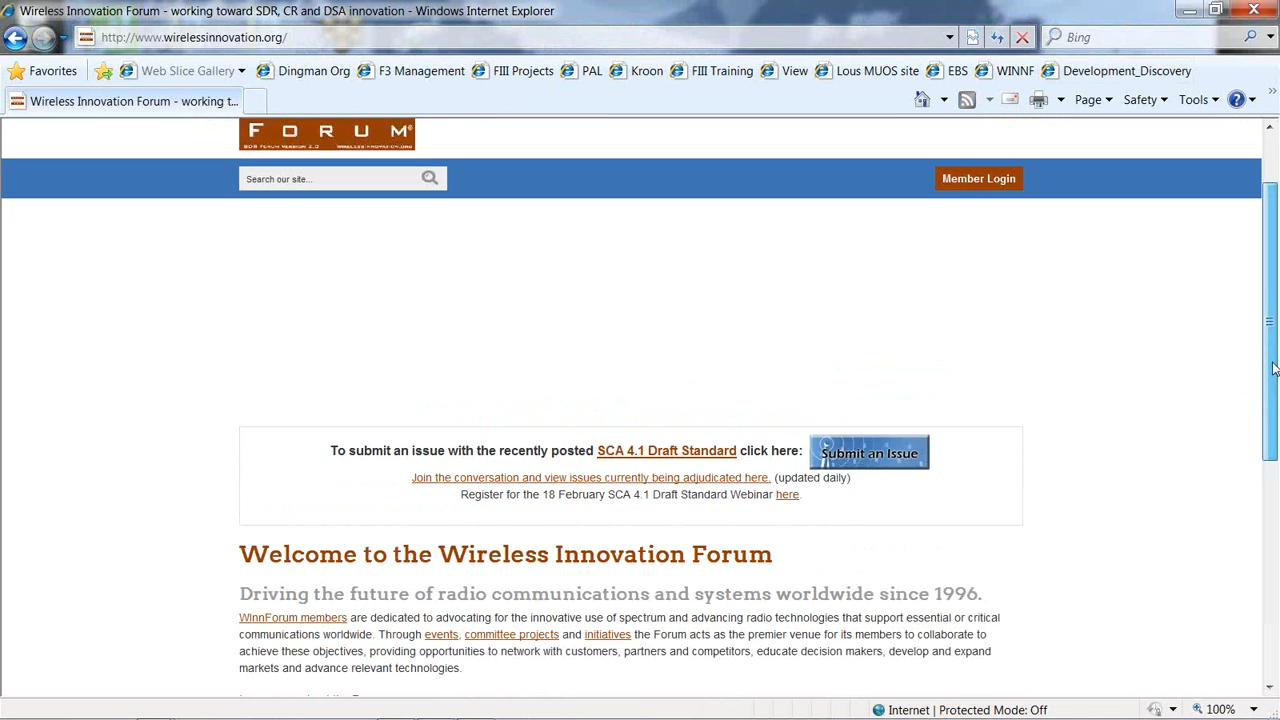 Wireless Innovation Forum - working toward SDR, CR and DSA innovation - Windows Internet Explorer
http://www.wirelessinnovation.org/
Bing
Favorites Web Slice Gallery Dingman Org F3 Management FIII Projects PAL Kroon FIII Training View Lous MUOS site EBS WINNF Development_Discovery
Wireless Innovation Forum - working t...
Page Safety Tools
FORUM®
SDR FORUM VERSION 2.0 WIRELESSINNOVATION.ORG
Search our site...
Member Login
To submit an issue with the recently posted SCA 4.1 Draft Standard click here: Submit an Issue
Join the conversation and view issues currently being adjudicated here. (updated daily)
Register for the 18 February SCA 4.1 Draft Standard Webinar here.
Welcome to the Wireless Innovation Forum
Driving the future of radio communications and systems worldwide since 1996.
WInnForum members are dedicated to advocating for the innovative use of spectrum and advancing radio technologies that support essential or critical
communications worldwide. Through events, committee projects and initiatives the Forum acts as the premier venue for its members to collaborate to
achieve these objectives, providing opportunities to network with customers, partners and competitors, educate decision makers, develop and expand
markets and advance relevant technologies.
Internet | Protected Mode: Off
100%